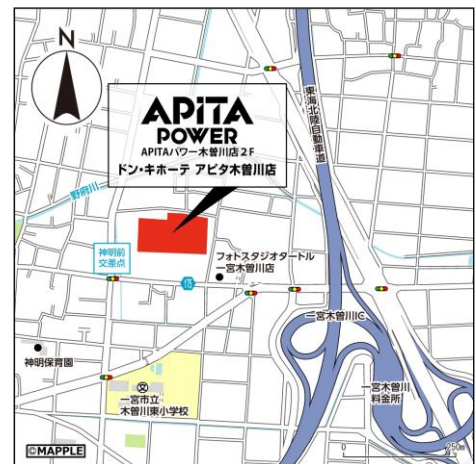 N
APiTA
POWER
APITAパワー木曽川店2F
ドン・キホーテ アピタ木曽川店
東海北陸自動車道
野府川
神明前
交差点
フォトスタジオタートル
一宮木曽川店
一宮木曽川IC
神明保育園
一宮市立
木曽川東小学校
一宮木曽川
料金所
©MAPPLE
0 250m